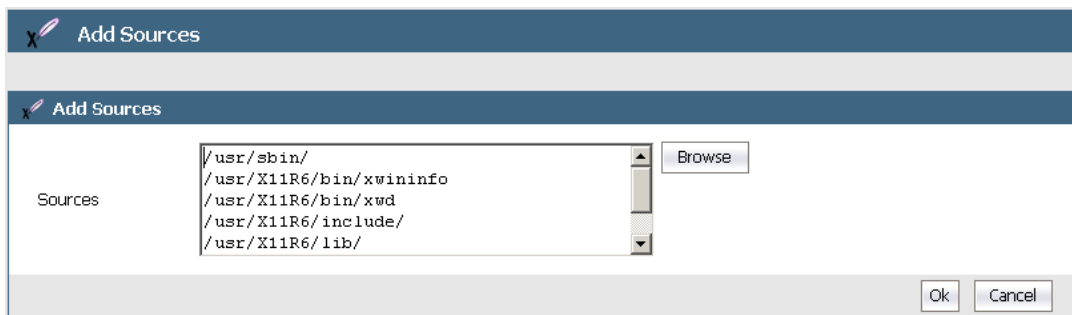 Add Sources
Add Sources
Sources
/usr/sbin/
/usr/X11R6/bin/xwininfo
/usr/X11R6/bin/xwd
/usr/X11R6/include/
/usr/X11R6/lib/
Browse
Ok Cancel